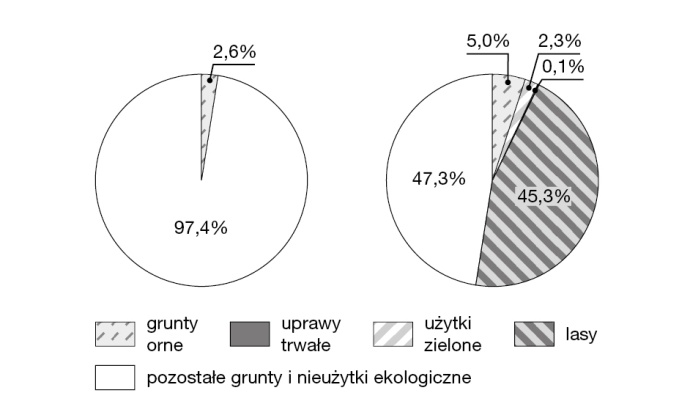 2,6%
97,4%
5,0%
2,3%
0,1%
47,3%
45,3%
grunty
orne
uprawy
trwałe
użytki
zielone
lasy
pozostałe grunty i nieużytki ekologiczne